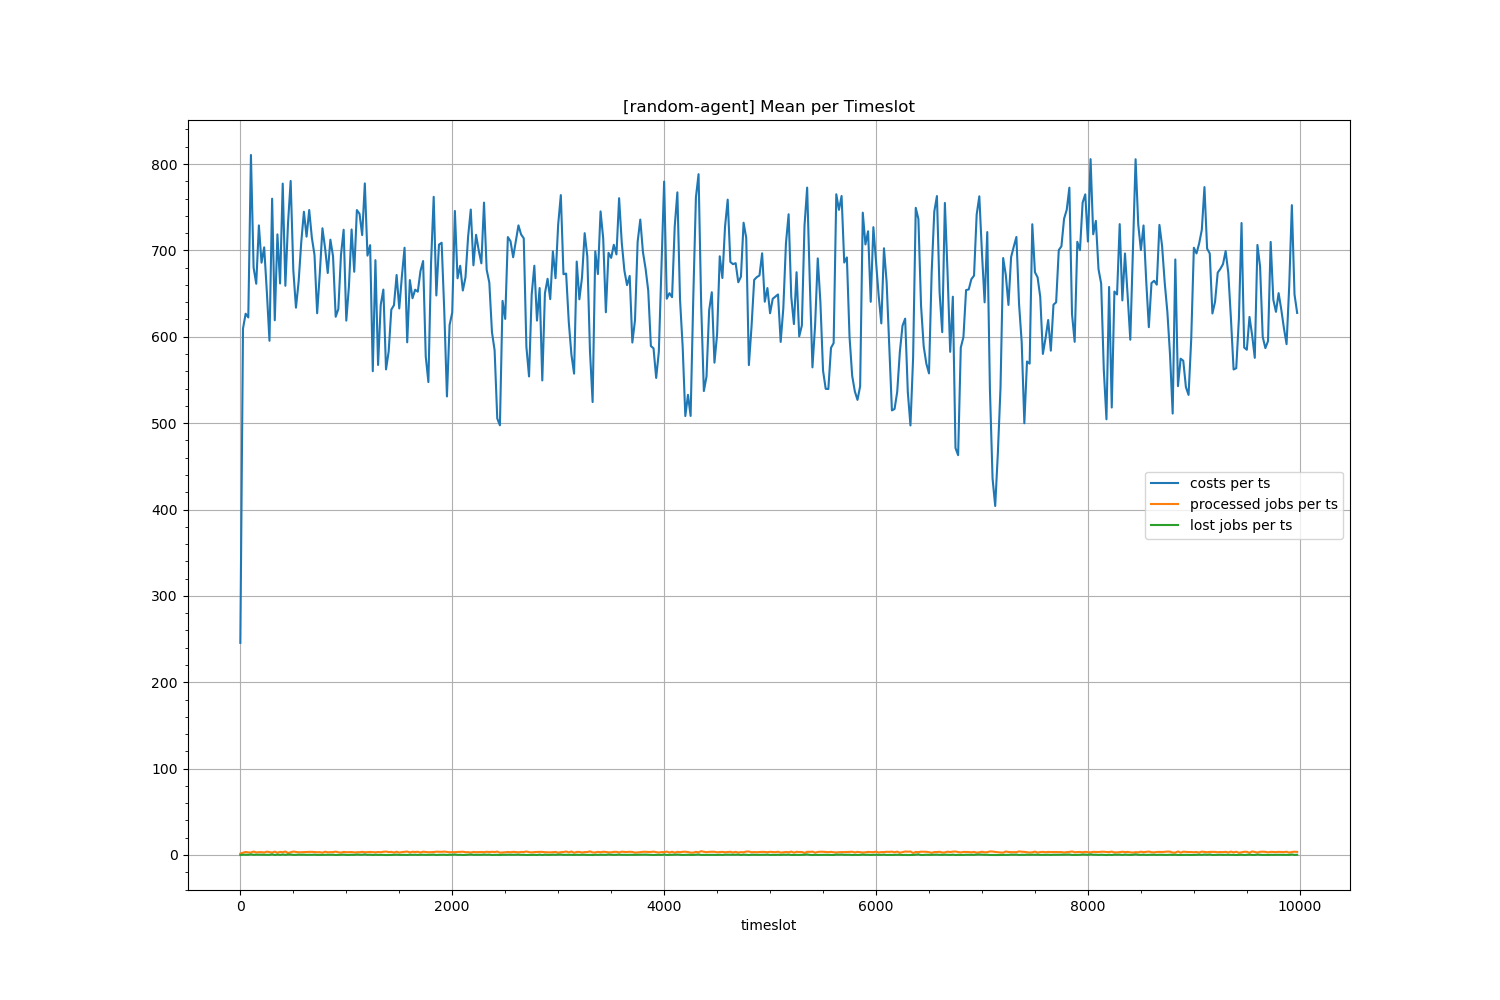 [random-agent] Mean per Timeslot
800
700
600
500
400
300
200
100
0
costs per ts
processed jobs per ts
lost jobs per ts
0 2000 4000 6000 8000 10000
timeslot